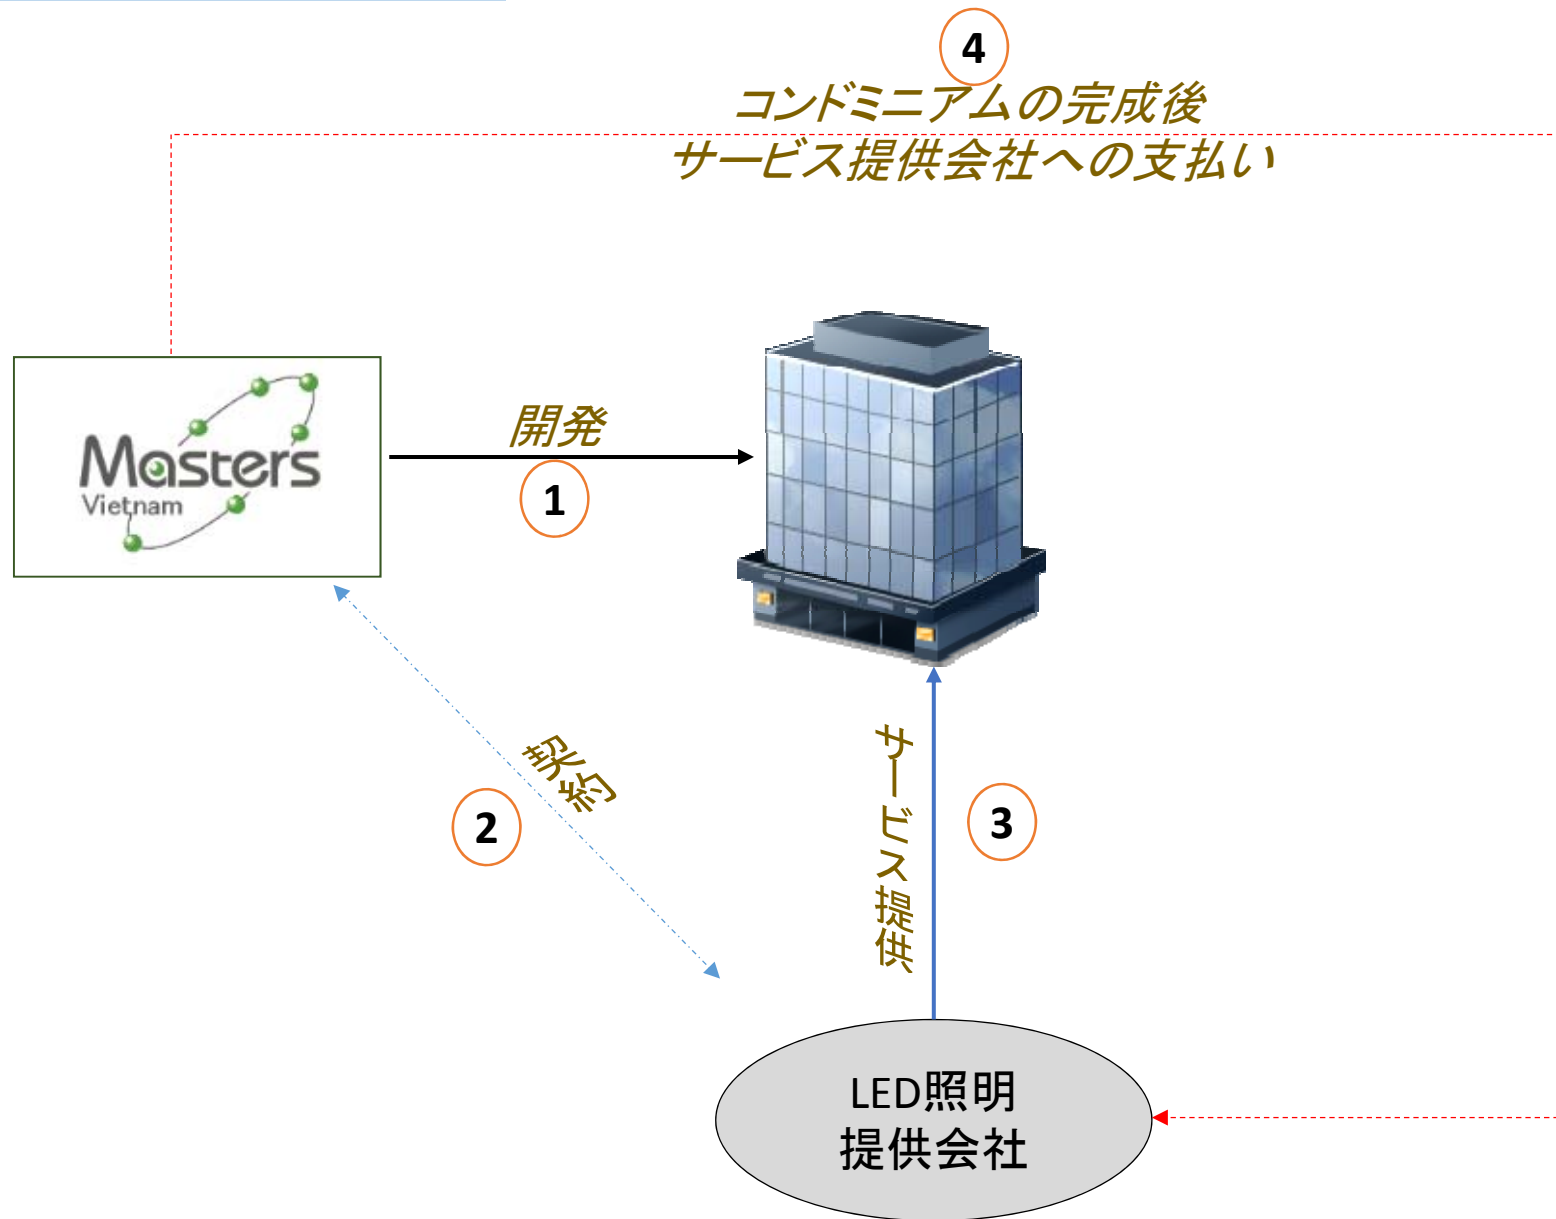 4
コンドミニアムの完成後
サービス提供会社への支払い
Masters
Vietnam
開発
1
契約
2
サービス提供
3
LED照明
提供会社